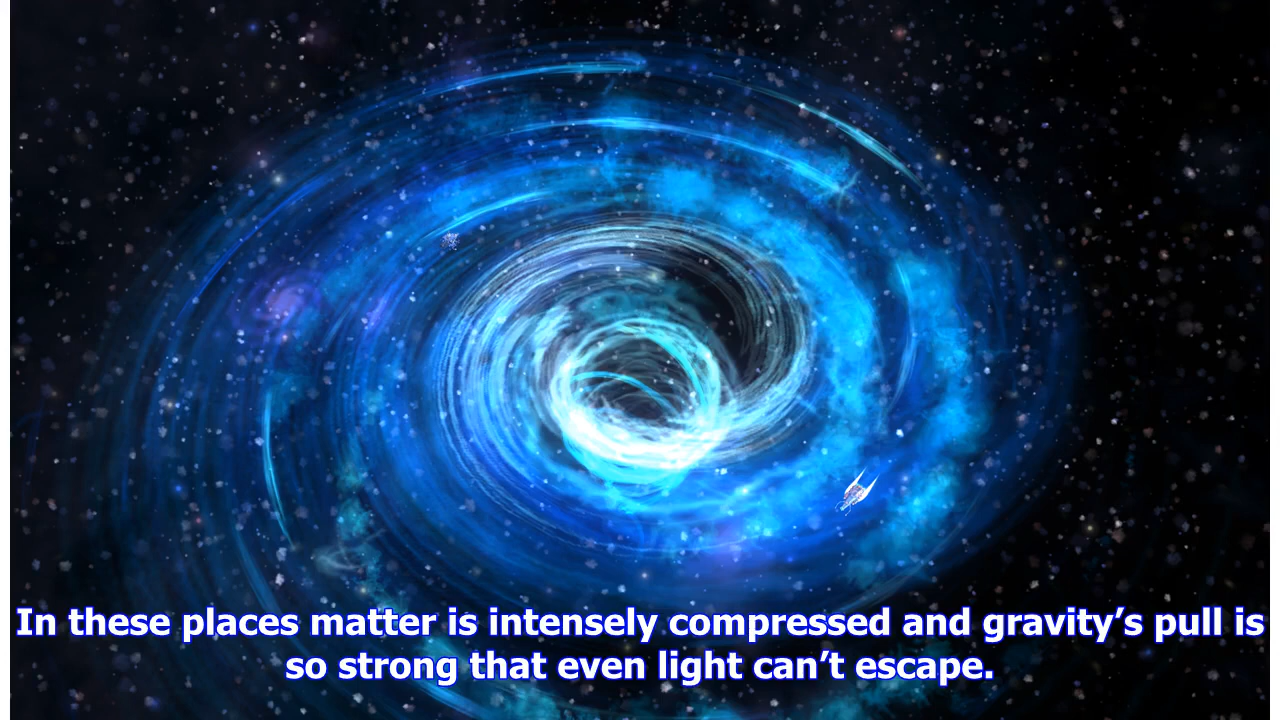 In these places matter is intensely compressed and gravity’s pull is
so strong that even light can’t escape.